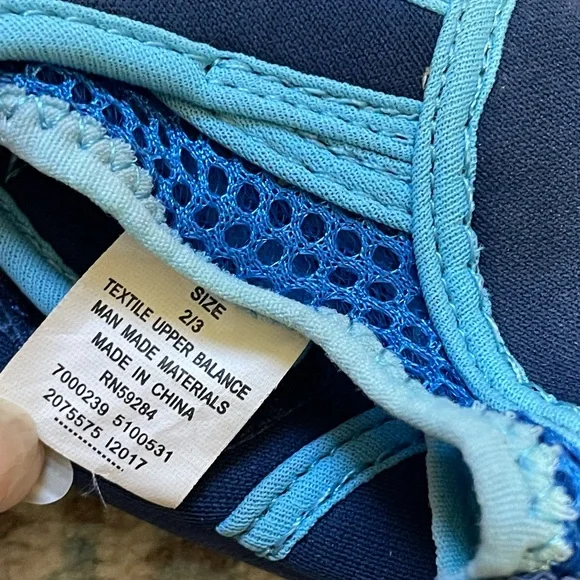 SIZE
2/3
TEXTILE UPPER BALANCE
MAN MADE MATERIALS
MADE IN CHINA
RN59284
7000239 5100531
2075575 I2017